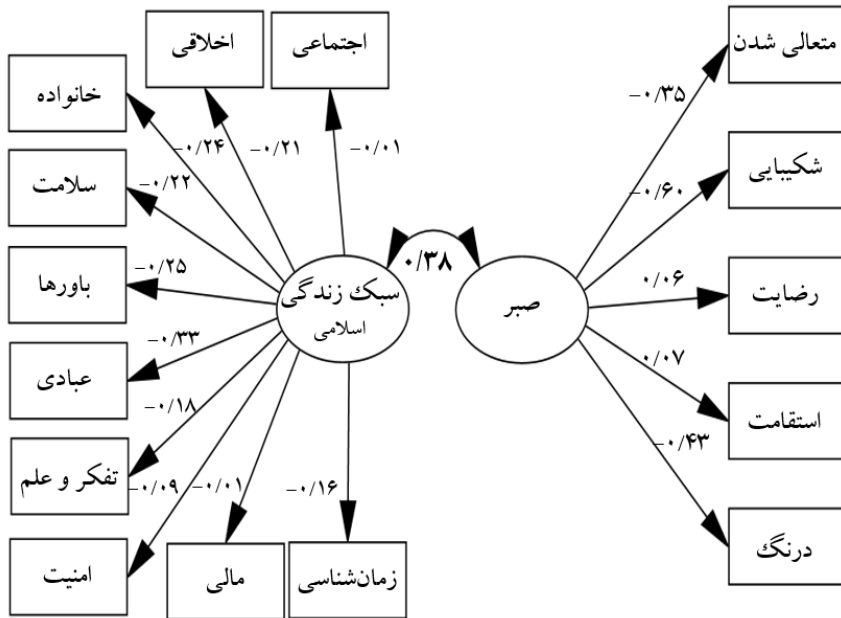 اجتماعی
اخلاقی
خانواده
سلامت
باورها
عبادی
تفکر و علم
امنیت
مالی
زمان‌شناسی
سبک زندگی
اسلامی
صبر
متعالی شدن
شکیبایی
رضایت
استقامت
درنگ
−۰/۰۱
−۰/۲۱
−۰/۲۴
−۰/۲۲
−۰/۲۵
−۰/۳۳
−۰/۱۸
−۰/۰۹
−۰/۰۱
−۰/۱۶
۰/۳۸
−۰/۳۵
−۰/۶۰
۰/۰۶
۰/۰۷
−۰/۴۳